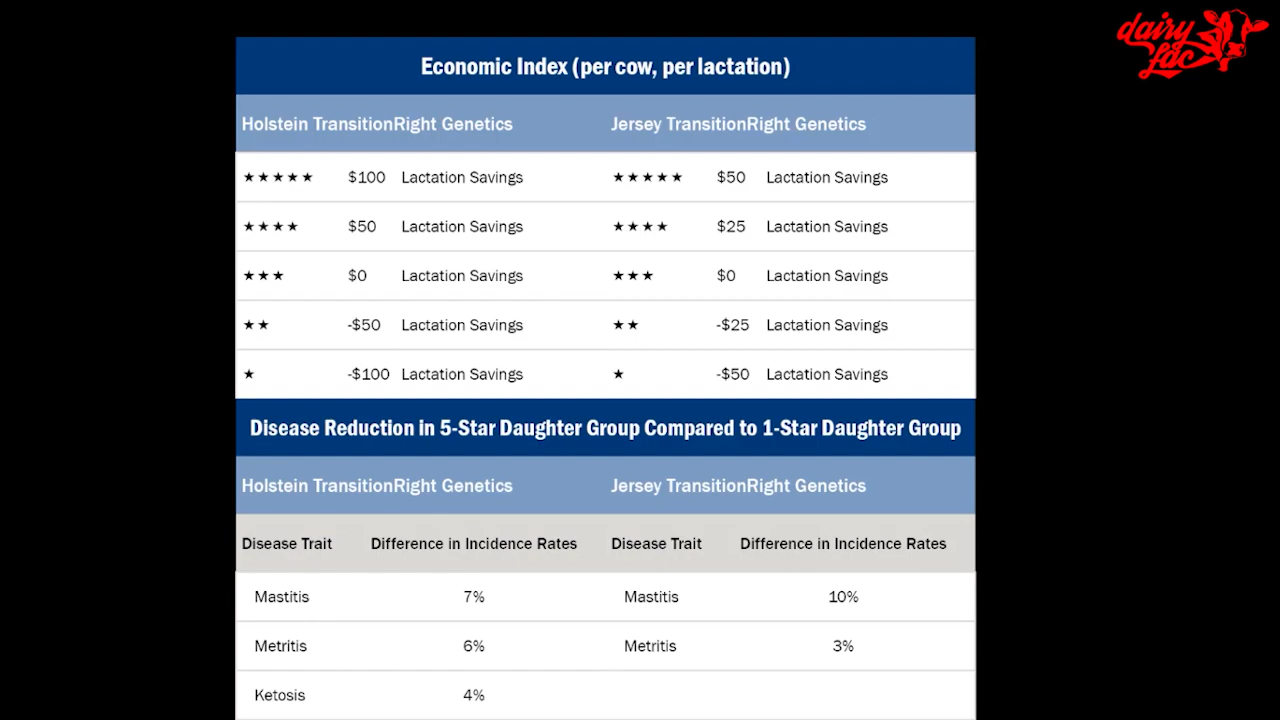 dairy
Lac
Economic Index (per cow, per lactation)
Holstein TransitionRight Genetics Jersey TransitionRight Genetics
★★★★★ $100 Lactation Savings ★★★★★ $50 Lactation Savings
★★★★ $50 Lactation Savings ★★★★ $25 Lactation Savings
★★★ $0 Lactation Savings ★★★ $0 Lactation Savings
★★ -$50 Lactation Savings ★★ -$25 Lactation Savings
★ -$100 Lactation Savings ★ -$50 Lactation Savings
Disease Reduction in 5-Star Daughter Group Compared to 1-Star Daughter Group
Holstein TransitionRight Genetics Jersey TransitionRight Genetics
Disease Trait Difference in Incidence Rates Disease Trait Difference in Incidence Rates
Mastitis 7% Mastitis 10%
Metritis 6% Metritis 3%
Ketosis 4%